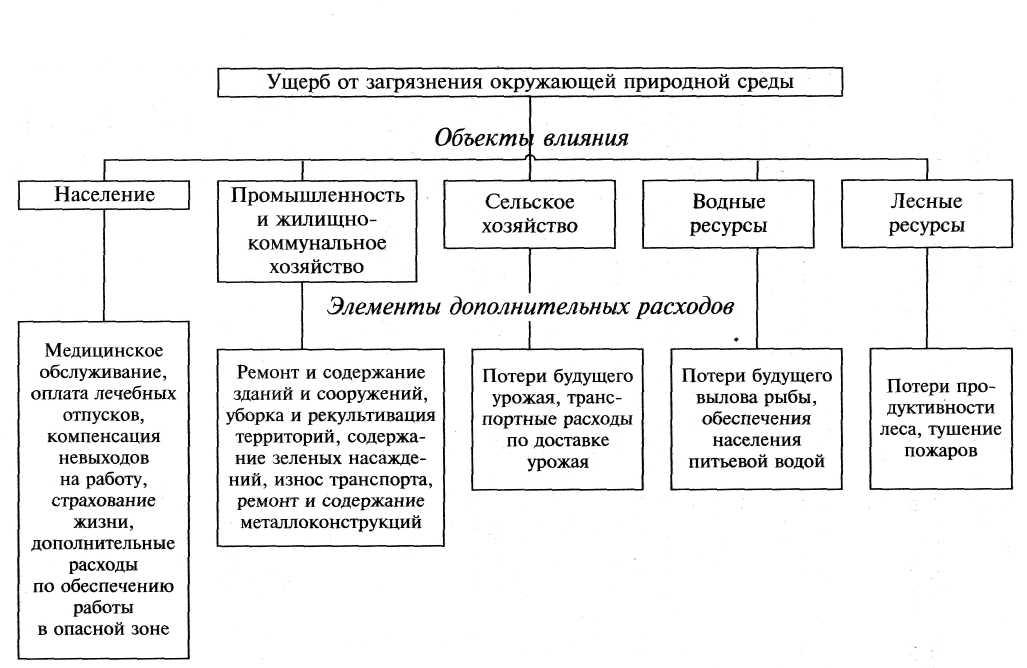 Ущерб от загрязнения окружающей природной среды
Объекты влияния
Население
Промышленность
и жилищно-
коммунальное
хозяйство
Сельское
хозяйство
Водные
ресурсы
Лесные
ресурсы
Элементы дополнительных расходов
Медицинское
обслуживание,
оплата лечебных
отпусков,
компенсация
невыходов
на работу,
страхование
жизни,
дополнительные
расходы
по обеспечению
работы
в опасной зоне
Ремонт и содержание
зданий и сооружений,
уборка и рекультивация
территорий, содержа-
ние зеленых насажде-
ний, износ транспорта,
ремонт и содержание
металлоконструкций
Потери будущего
урожая, транс-
портные расходы
по доставке
урожая
Потери будущего
вылова рыбы,
обеспечения
населения
питьевой водой
Потери про-
дуктивности
леса, тушение
пожаров